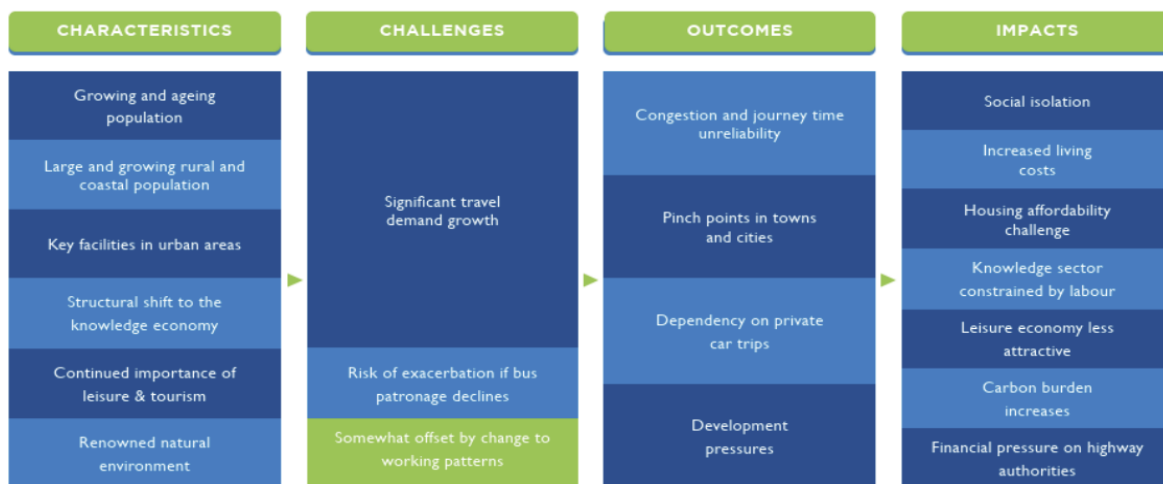 CHARACTERISTICS
Growing and ageing
population
Large and growing rural and
coastal population
Key facilities in urban areas
Structural shift to the
knowledge economy
Continued importance of
leisure & tourism
Renowned natural
environment
CHALLENGES
Significant travel
demand growth
Risk of exacerbation if bus
patronage declines
Somewhat offset by change to
working patterns
OUTCOMES
Congestion and journey time
unreliability
Pinch points in towns
and cities
Dependency on private
car trips
Development
pressures
IMPACTS
Social isolation
Increased living
costs
Housing affordability
challenge
Knowledge sector
constrained by labour
Leisure economy less
attractive
Carbon burden
increases
Financial pressure on highway
authorities